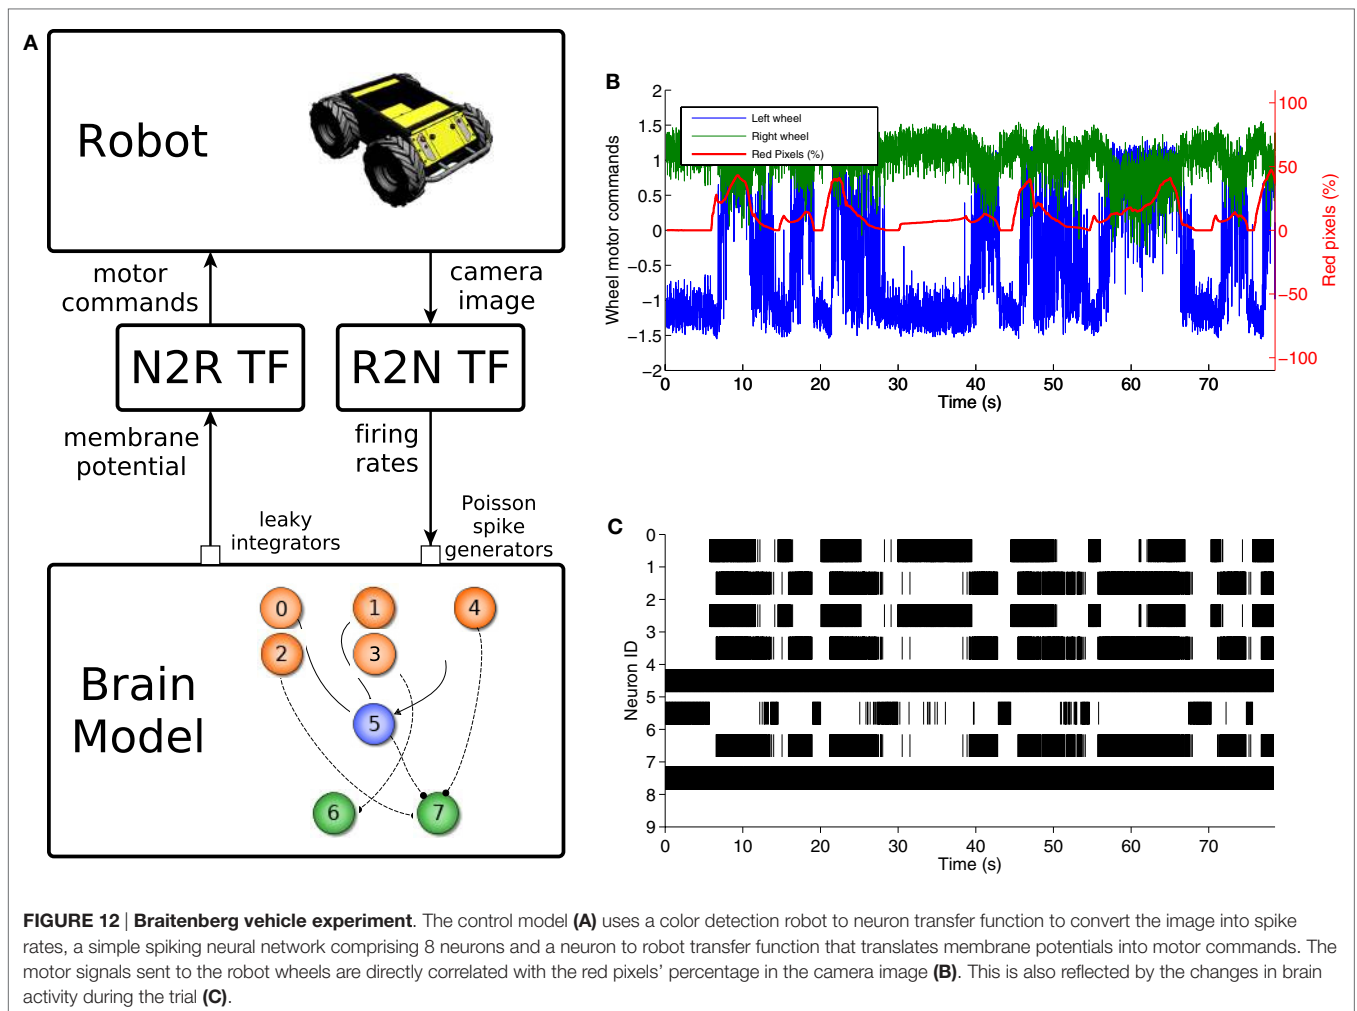 A
Robot
motor
commands
camera
image
N2R TF
R2N TF
membrane
potential
firing
rates
leaky
integrators
Poisson
spike
generators
Brain
Model
0
1
4
2
3
5
6
7
B
2
1.5
1
0.5
0
−0.5
−1
−1.5
−2
Wheel motor commands
Left wheel
Right wheel
Red Pixels (%)
100
50
0
−50
−100
Red pixels (%)
0 10 20 30 40 50 60 70
Time (s)
C
0
1
2
3
4
5
6
7
8
9
Neuron ID
0 10 20 30 40 50 60 70
Time (s)
FIGURE 12 | Braitenberg vehicle experiment. The control model (A) uses a color detection robot to neuron transfer function to convert the image into spike
rates, a simple spiking neural network comprising 8 neurons and a neuron to robot transfer function that translates membrane potentials into motor commands. The
motor signals sent to the robot wheels are directly correlated with the red pixels’ percentage in the camera image (B). This is also reflected by the changes in brain
activity during the trial (C).